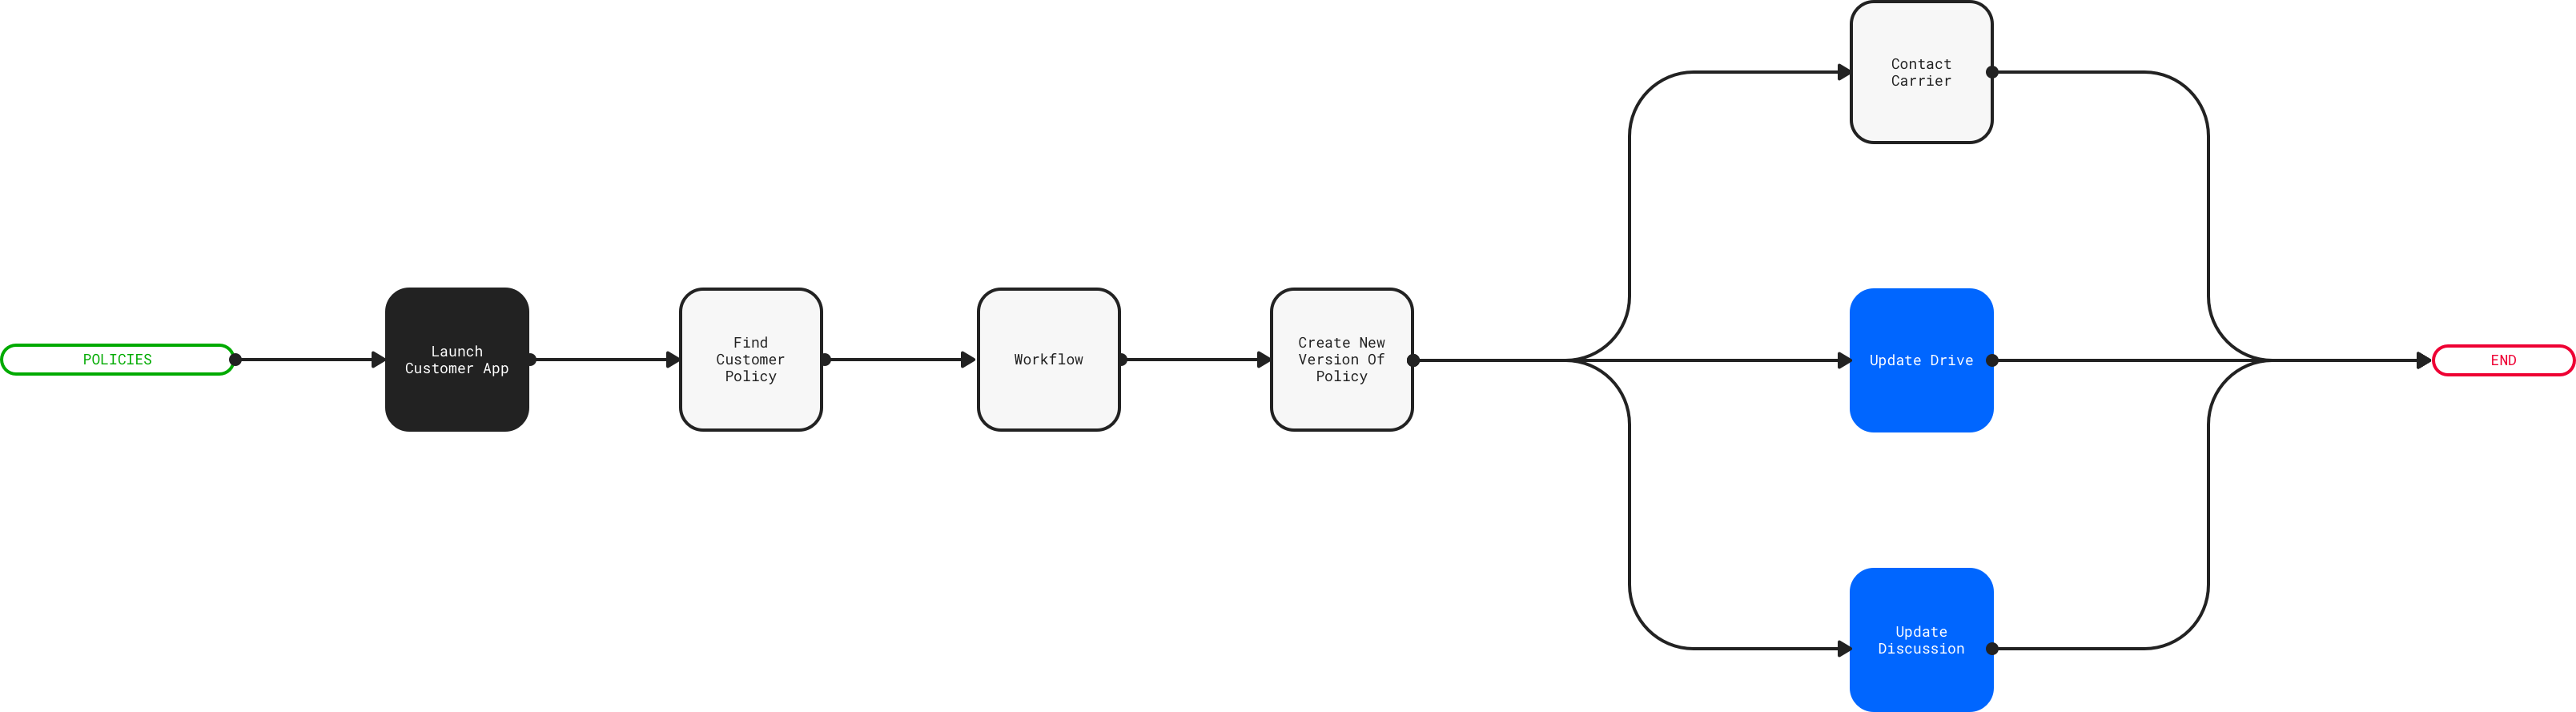 POLICIES
Launch
Customer App
Find
Customer
Policy
Workflow
Create New
Version Of
Policy
Contact
Carrier
Update Drive
Update
Discussion
END